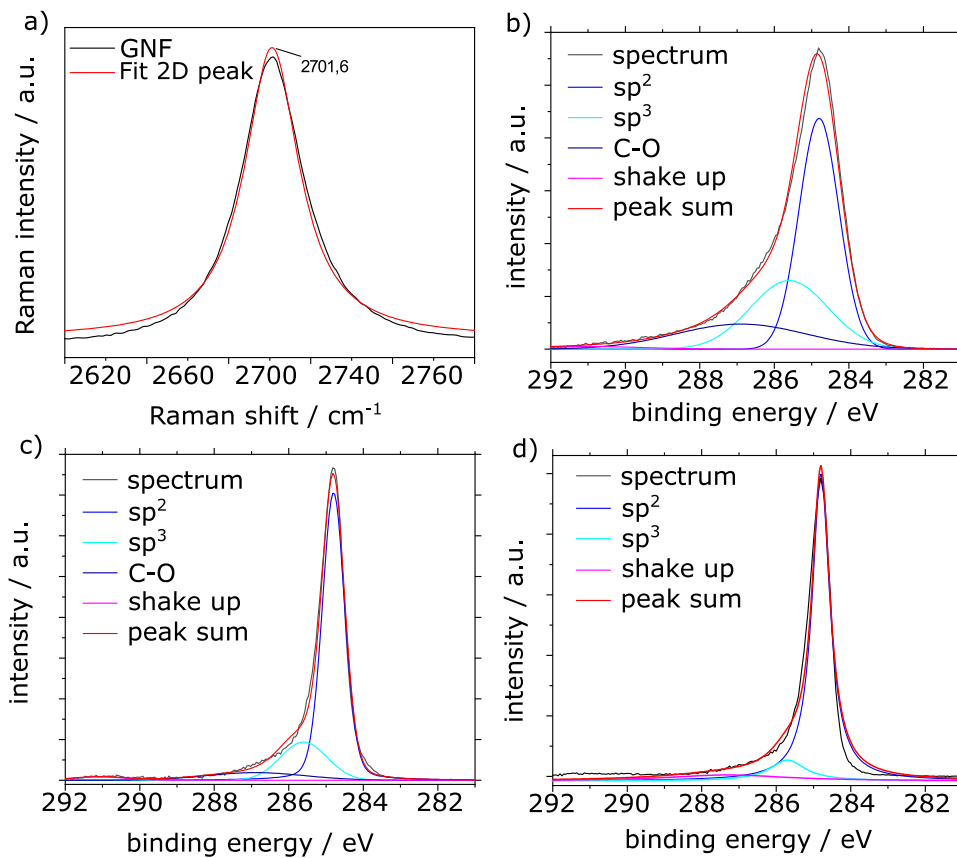 a)
GNF
Fit 2D peak
2701,6
Raman intensity / a.u.
2620 2660 2700 2740 2760
Raman shift / cm-1
b)
spectrum
sp2
sp3
C-O
shake up
peak sum
intensity / a.u.
292 290 288 286 284 282
binding energy / eV
c)
spectrum
sp2
sp3
C-O
shake up
peak sum
intensity / a.u.
292 290 288 286 284 282
binding energy / eV
d)
spectrum
sp2
sp3
shake up
peak sum
intensity / a.u.
292 290 288 286 284 282
binding energy / eV